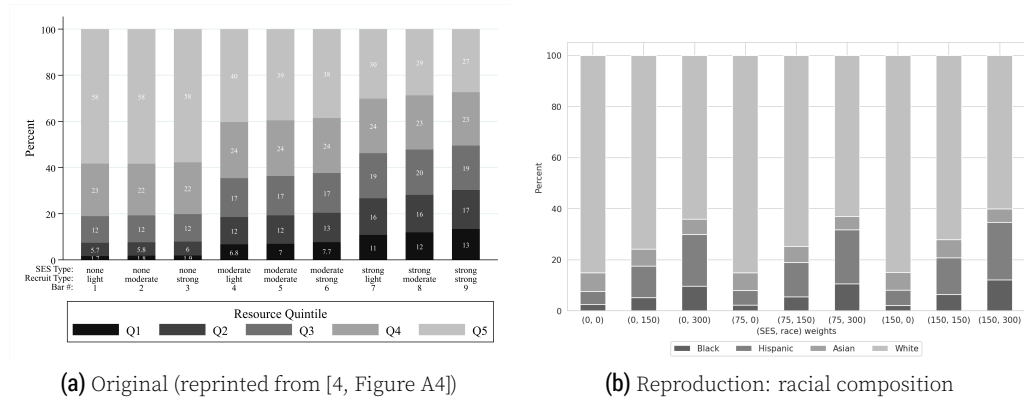 100
80
60
40
20
0
Percent
58 58 58 40 39 38 30 29 27
23 22 22 24 24 24 24 23 23
12 12 12 17 17 17 19 20 19
5.7 5.8 6 12 12 13 16 16 17
1.7 1.8 1.9 6.8 7 7.7 11 12 13
SES Type: none none none moderate moderate moderate strong strong strong
Recruit Type: light moderate strong light moderate strong light moderate strong
Bar #: 1 2 3 4 5 6 7 8 9
Resource Quintile
Q1 Q2 Q3 Q4 Q5
(a) Original (reprinted from [4, Figure A4])
100
80
60
40
20
0
Percent
(0, 0) (0, 150) (0, 300) (75, 0) (75, 150) (75, 300) (150, 0) (150, 150) (150, 300)
(SES, race) weights
Black Hispanic Asian White
(b) Reproduction: racial composition